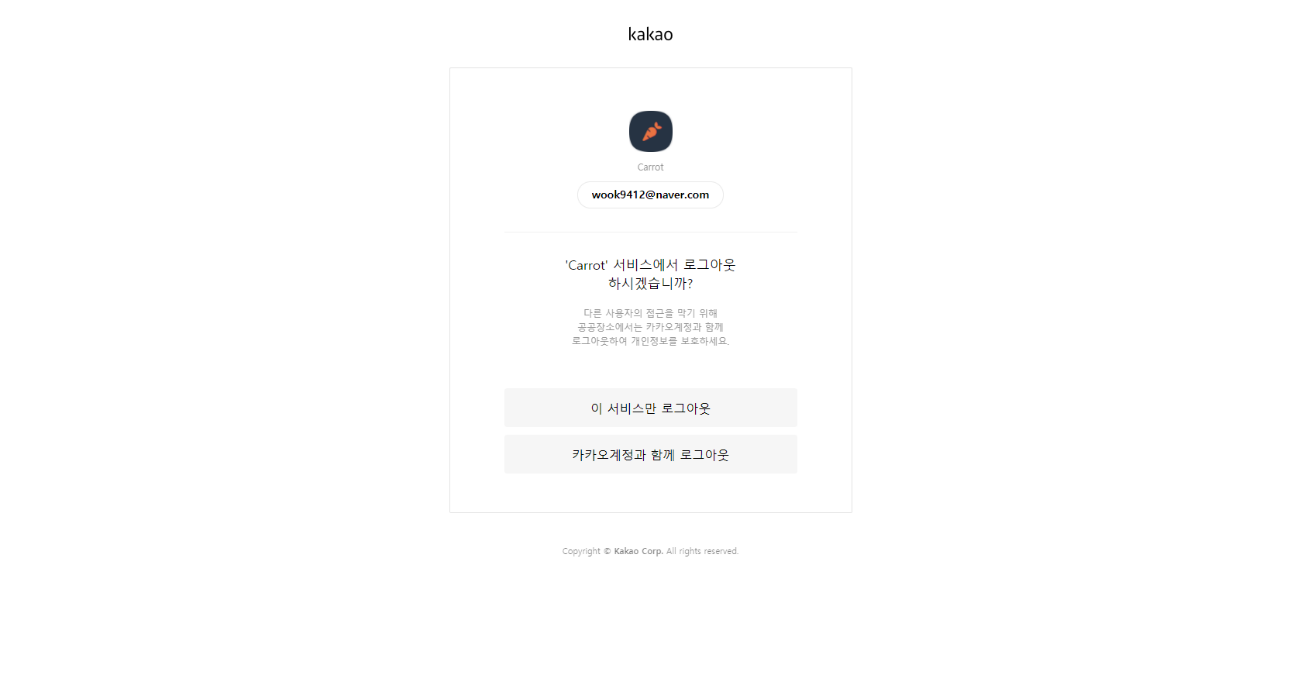 kakao
Carrot
wook9412@naver.com
'Carrot' 서비스에서 로그아웃
하시겠습니까?
다른 사용자의 접근을 막기 위해
공공장소에서는 카카오계정과 함께
로그아웃하여 개인정보를 보호하세요.
이 서비스만 로그아웃
카카오계정과 함께 로그아웃
Copyright © Kakao Corp. All rights reserved.